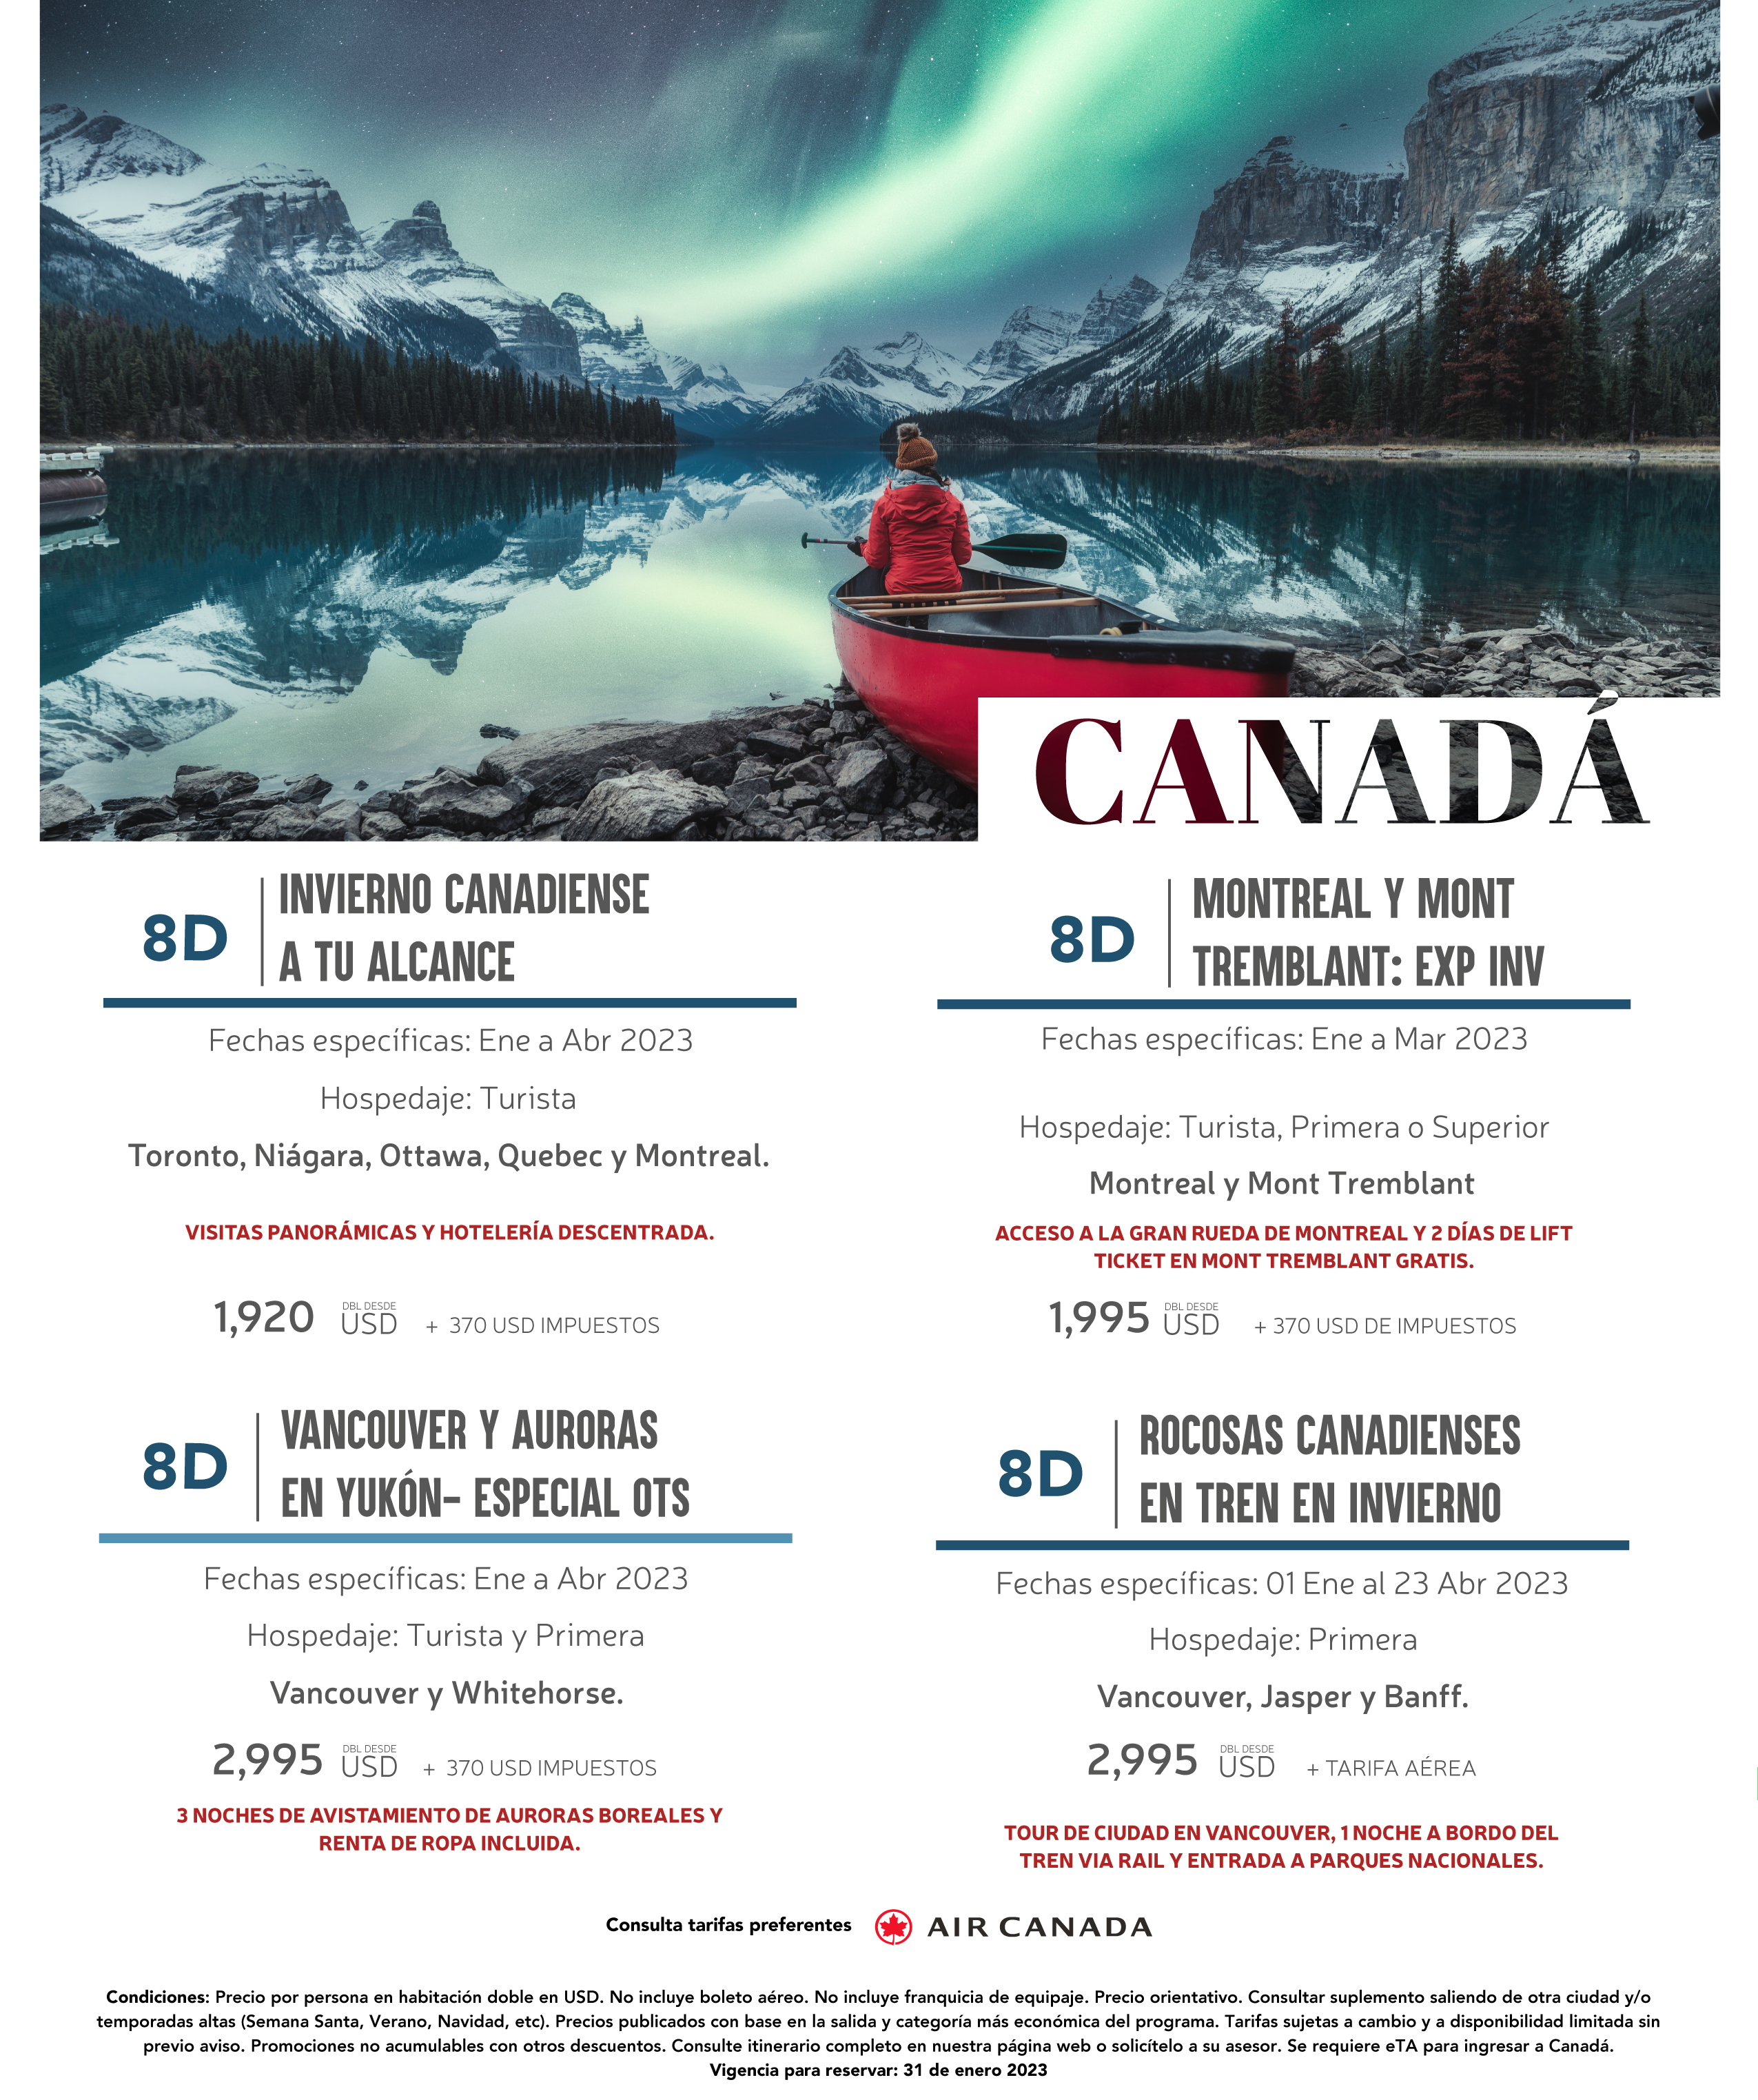 CANADÁ
8D
INVIERNO CANADIENSE
A TU ALCANCE
Fechas específicas: Ene a Abr 2023
Hospedaje: Turista
Toronto, Niágara, Ottawa, Quebec y Montreal.
VISITAS PANORÁMICAS Y HOTELERÍA DESCENTRADA.
1,920 DBL DESDE USD + 370 USD IMPUESTOS
8D
MONTREAL Y MONT
TREMBLANT: EXP INV
Fechas específicas: Ene a Mar 2023
Hospedaje: Turista, Primera o Superior
Montreal y Mont Tremblant
ACCESO A LA GRAN RUEDA DE MONTREAL Y 2 DÍAS DE LIFT
TICKET EN MONT TREMBLANT GRATIS.
1,995 DBL DESDE USD + 370 USD DE IMPUESTOS
8D
VANCOUVER Y AURORAS
EN YUKÓN- ESPECIAL OTS
Fechas específicas: Ene a Abr 2023
Hospedaje: Turista y Primera
Vancouver y Whitehorse.
2,995 DBL DESDE USD + 370 USD IMPUESTOS
3 NOCHES DE AVISTAMIENTO DE AURORAS BOREALES Y
RENTA DE ROPA INCLUIDA.
8D
ROCOSAS CANADIENSES
EN TREN EN INVIERNO
Fechas específicas: 01 Ene al 23 Abr 2023
Hospedaje: Primera
Vancouver, Jasper y Banff.
2,995 DBL DESDE USD + TARIFA AÉREA
TOUR DE CIUDAD EN VANCOUVER, 1 NOCHE A BORDO DEL
TREN VIA RAIL Y ENTRADA A PARQUES NACIONALES.
Consulta tarifas preferentes AIR CANADA
Condiciones: Precio por persona en habitación doble en USD. No incluye boleto aéreo. No incluye franquicia de equipaje. Precio orientativo. Consultar suplemento saliendo de otra ciudad y/o
temporadas altas (Semana Santa, Verano, Navidad, etc). Precios publicados con base en la salida y categoría más económica del programa. Tarifas sujetas a cambio y a disponibilidad limitada sin
previo aviso. Promociones no acumulables con otros descuentos. Consulte itinerario completo en nuestra página web o solicítelo a su asesor. Se requiere eTA para ingresar a Canadá.
Vigencia para reservar: 31 de enero 2023